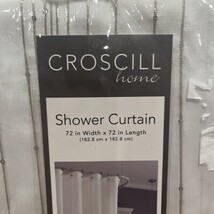 CROSCILL
home
Shower Curtain
72 in Width x 72 in Length
(182.8 cm x 182.8 cm)